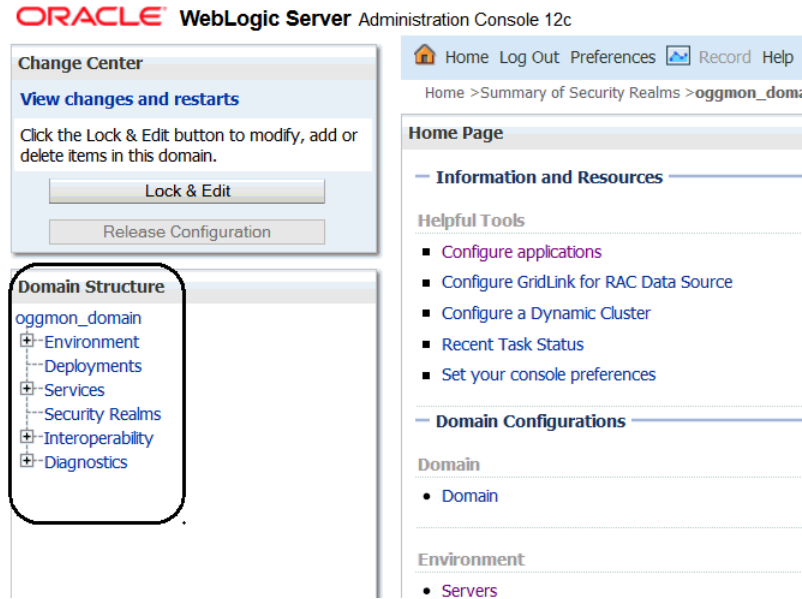 ORACLE WebLogic Server Administration Console 12c
Change Center
View changes and restarts
Click the Lock & Edit button to modify, add or
delete items in this domain.
Lock & Edit
Release Configuration
Domain Structure
oggmon_domain
Environment
Deployments
Services
Security Realms
Interoperability
Diagnostics
Home Log Out Preferences Record Help
Home >Summary of Security Realms >oggmon_doma
Home Page
Information and Resources
Helpful Tools
Configure applications
Configure GridLink for RAC Data Source
Configure a Dynamic Cluster
Recent Task Status
Set your console preferences
Domain Configurations
Domain
Domain
Environment
Servers